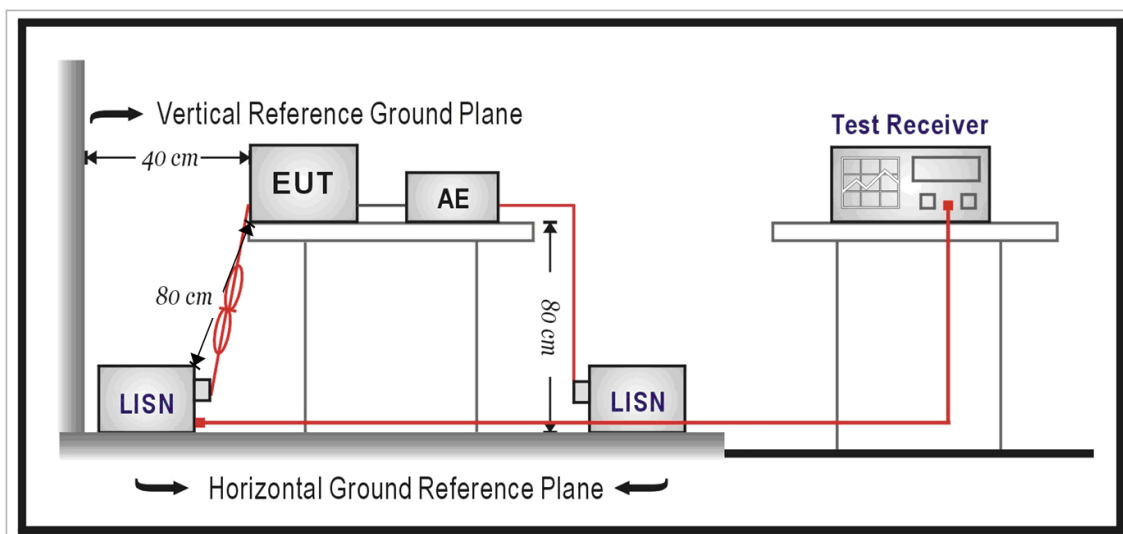 Vertical Reference Ground Plane
Test Receiver
40 cm
EUT
AE
80 cm
80 cm
LISN
LISN
Horizontal Ground Reference Plane